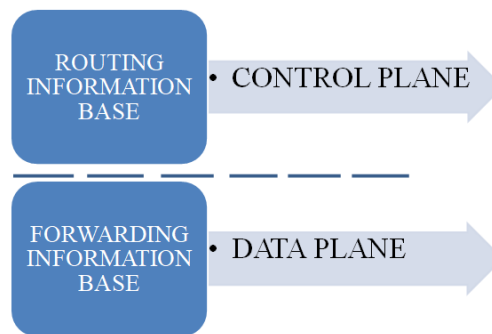 ROUTING
INFORMATION
BASE
• CONTROL PLANE
FORWARDING
INFORMATION
BASE
• DATA PLANE